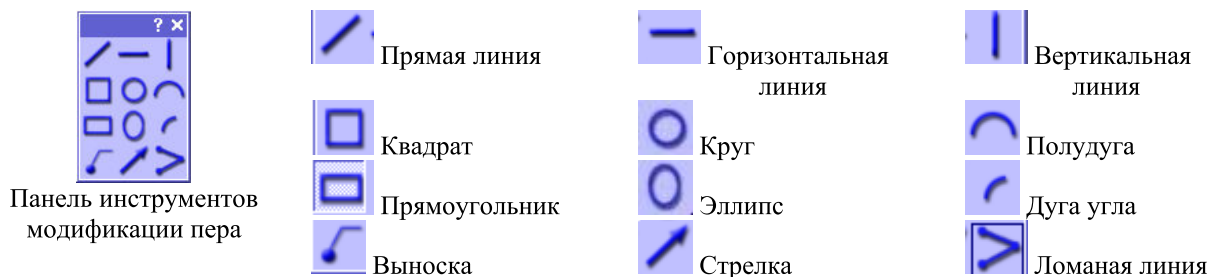 ? ×
Прямая линия
Горизонтальная
линия
Вертикальная
линия
Квадрат
Круг
Полудуга
Панель инструментов
модификации пера
Прямоугольник
Эллипс
Дуга угла
Выноска
Стрелка
Ломаная линия